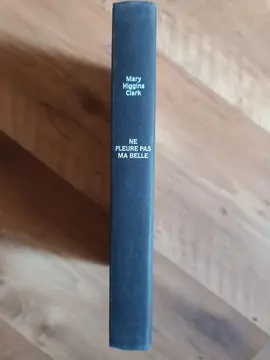 Mary
Higgins
Clark
NE
PLEURE PAS
MA BELLE